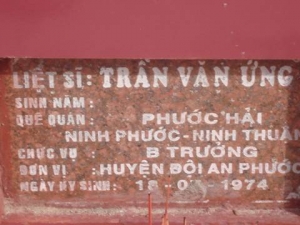 LIỆT SĨ: TRẦN VĂN ỨNG
SINH NĂM :
QUÊ QUÁN : PHƯỚC HẢI
NINH PHƯỚC-NINH THUẬN
CHỨC VỤ : B TRƯỞNG
ĐƠN VỊ : HUYỆN ĐỘI AN PHƯỚC
NGÀY HY SINH: 1974